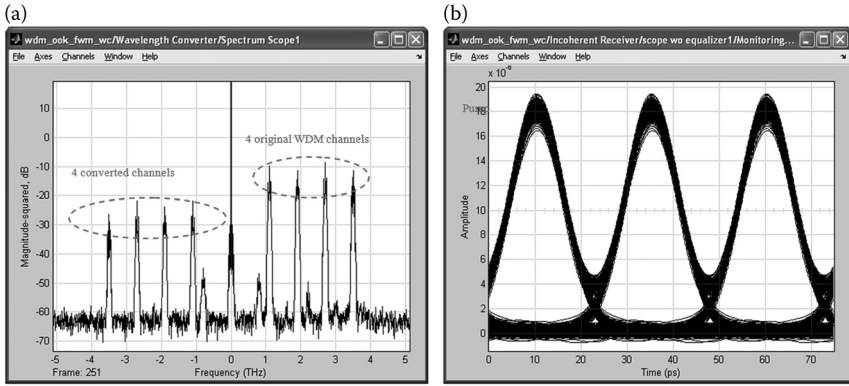 (a)
wdm_ook_fwm_wc/Wavelength Converter/Spectrum Scope1
File Axes Channels Window Help
Magnitude-squared, dB
10
0
-10
-20
-30
-40
-50
-60
-70
4 original WDM channels
4 converted channels
-5 -4 -3 -2 -1 0 1 2 3 4 5
Frame: 251
Frequency (THz)
(b)
wdm_ook_fwm_wc/Incoherent Receiver/scope wo equalizer1/Monitoring...
File Axes Channels Window Help
x 10-6
Amplitude
20
18
16
14
12
10
8
6
4
2
0
0 10 20 30 40 50 60 70
Time (ps)